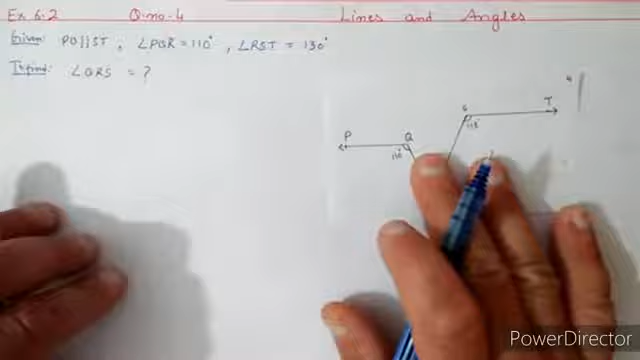 Ex 6.2 Q.no.4 Lines and Angles
Given: PQ||ST, ∠PQR = 110°, ∠RST = 130°
To find: ∠QRS = ?
S T
P Q
110°
PowerDirector